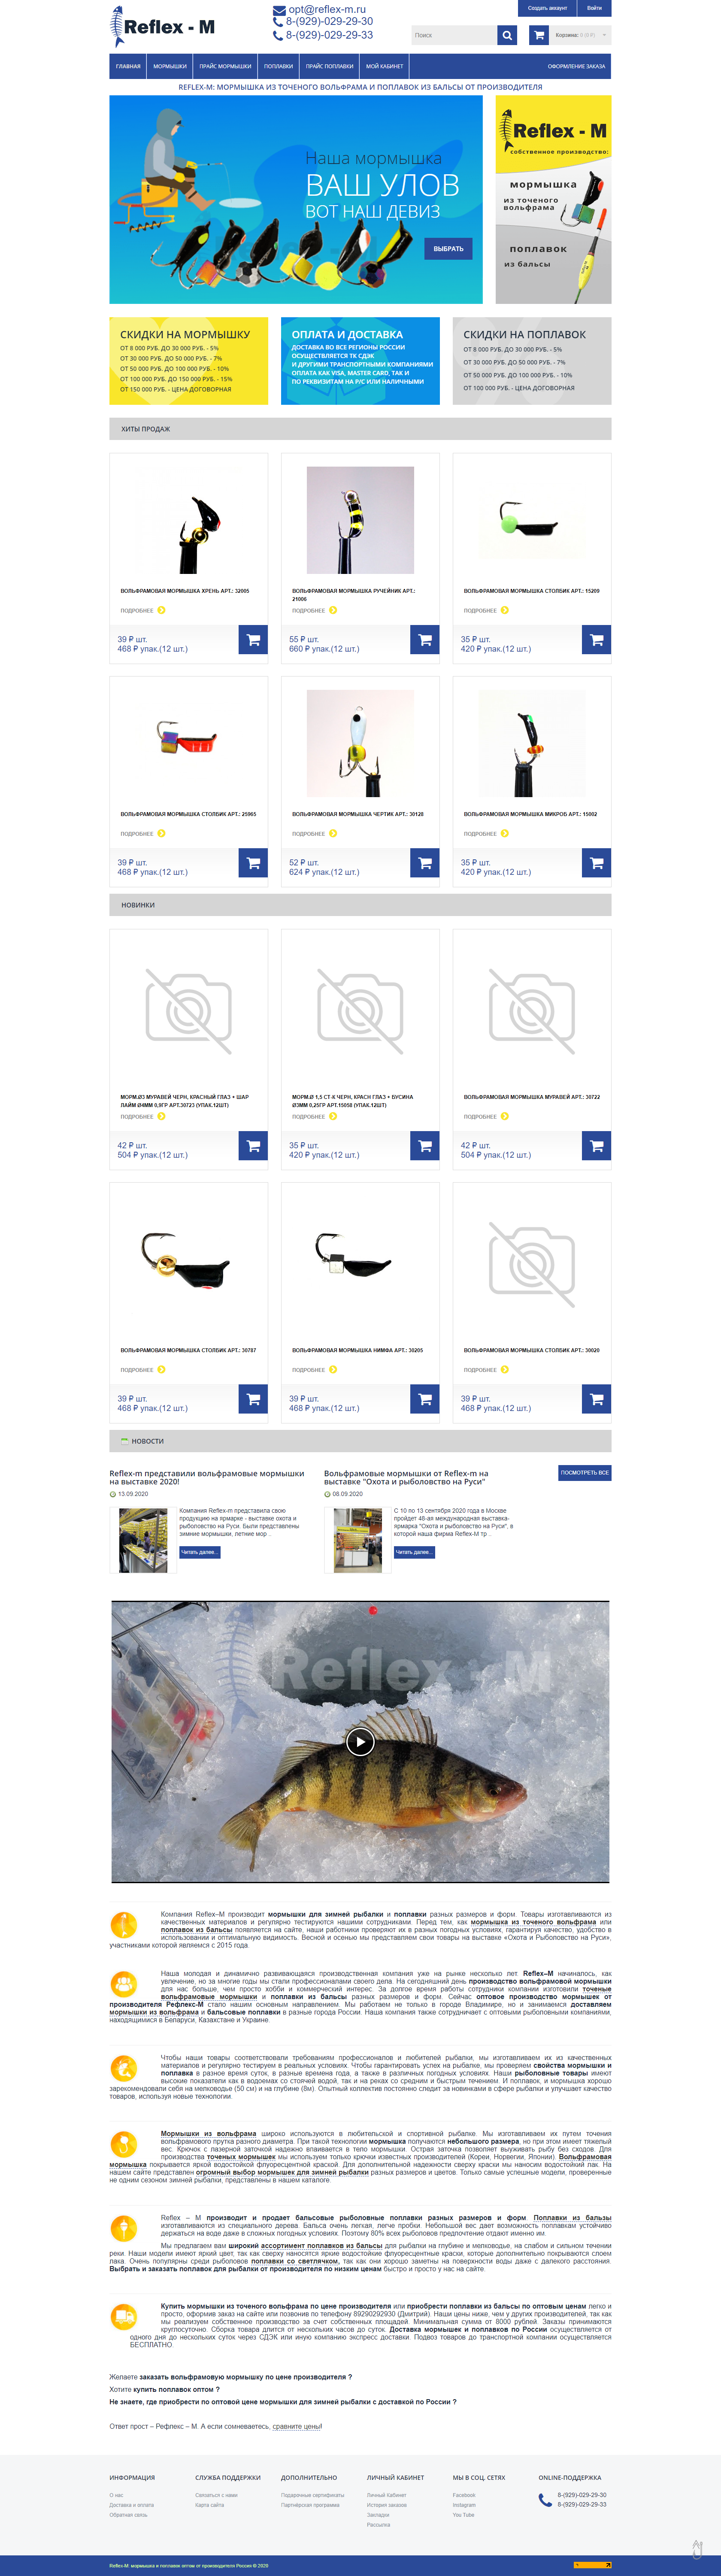 Reflex - M
opt@reflex-m.ru
8-(929)-029-29-30
8-(929)-029-29-33
Создать аккаунт
Войти
Поиск
Корзина: 0 (0 ₽)
ГЛАВНАЯ
МОРМЫШКИ
ПРАЙС МОРМЫШКИ
ПОПЛАВКИ
ПРАЙС ПОПЛАВКИ
МОЙ КАБИНЕТ
ОФОРМЛЕНИЕ ЗАКАЗА
REFLEX-M: МОРМЫШКА ИЗ ТОЧЕНОГО ВОЛЬФРАМА И ПОПЛАВОК ИЗ БАЛЬСЫ ОТ ПРОИЗВОДИТЕЛЯ
Наша мормышка
ВАШ УЛОВ
ВОТ НАШ ДЕВИЗ
ВЫБРАТЬ
Reflex - M
собственное производство:
мормышка
из точеного
вольфрама
поплавок
из бальсы
СКИДКИ НА МОРМЫШКУ
ОТ 8 000 РУБ. ДО 30 000 РУБ. - 5%
ОТ 30 000 РУБ. ДО 50 000 РУБ. - 7%
ОТ 50 000 РУБ. ДО 100 000 РУБ. - 10%
ОТ 100 000 РУБ. ДО 150 000 РУБ. - 15%
ОТ 150 000 РУБ. - ЦЕНА ДОГОВОРНАЯ
ОПЛАТА И ДОСТАВКА
ДОСТАВКА ВО ВСЕ РЕГИОНЫ РОССИИ
ОСУЩЕСТВЛЯЕТСЯ ТК СДЭК
И ДРУГИМИ ТРАНСПОРТНЫМИ КОМПАНИЯМИ
ОПЛАТА КАК VISA, MASTER CARD, ТАК И
ПО РЕКВИЗИТАМ НА Р/С ИЛИ НАЛИЧНЫМИ
СКИДКИ НА ПОПЛАВОК
ОТ 8 000 РУБ. ДО 30 000 РУБ. - 5%
ОТ 30 000 РУБ. ДО 50 000 РУБ. - 7%
ОТ 50 000 РУБ. ДО 100 000 РУБ. - 10%
ОТ 100 000 РУБ. - ЦЕНА ДОГОВОРНАЯ
ХИТЫ ПРОДАЖ
ВОЛЬФРАМОВАЯ МОРМЫШКА ХРЕНЬ АРТ.: 32005
ПОДРОБНЕЕ
39 ₽ шт.
468 ₽ упак.(12 шт.)
ВОЛЬФРАМОВАЯ МОРМЫШКА РУЧЕЙНИК АРТ.:
21006
ПОДРОБНЕЕ
55 ₽ шт.
660 ₽ упак.(12 шт.)
ВОЛЬФРАМОВАЯ МОРМЫШКА СТОЛБИК АРТ.: 15209
ПОДРОБНЕЕ
35 ₽ шт.
420 ₽ упак.(12 шт.)
ВОЛЬФРАМОВАЯ МОРМЫШКА СТОЛБИК АРТ.: 25965
ПОДРОБНЕЕ
39 ₽ шт.
468 ₽ упак.(12 шт.)
ВОЛЬФРАМОВАЯ МОРМЫШКА ЧЕРТИК АРТ.: 30128
ПОДРОБНЕЕ
52 ₽ шт.
624 ₽ упак.(12 шт.)
ВОЛЬФРАМОВАЯ МОРМЫШКА МИКРОБ АРТ.: 15002
ПОДРОБНЕЕ
35 ₽ шт.
420 ₽ упак.(12 шт.)
НОВИНКИ
МОРМ.Ø3 МУРАВЕЙ ЧЕРН, КРАСНЫЙ ГЛАЗ + ШАР
ЛАЙМ Ø4ММ 0,9ГР АРТ.30723 (УПАК.12ШТ)
ПОДРОБНЕЕ
42 ₽ шт.
504 ₽ упак.(12 шт.)
МОРМ.Ø 1,5 СТ-К ЧЕРН, КРАСН ГЛАЗ + БУСИНА
Ø3ММ 0,25ГР АРТ.15058 (УПАК.12ШТ)
ПОДРОБНЕЕ
35 ₽ шт.
420 ₽ упак.(12 шт.)
ВОЛЬФРАМОВАЯ МОРМЫШКА МУРАВЕЙ АРТ.: 30722
ПОДРОБНЕЕ
42 ₽ шт.
504 ₽ упак.(12 шт.)
ВОЛЬФРАМОВАЯ МОРМЫШКА СТОЛБИК АРТ.: 30787
ПОДРОБНЕЕ
39 ₽ шт.
468 ₽ упак.(12 шт.)
ВОЛЬФРАМОВАЯ МОРМЫШКА НИМФА АРТ.: 30205
ПОДРОБНЕЕ
39 ₽ шт.
468 ₽ упак.(12 шт.)
ВОЛЬФРАМОВАЯ МОРМЫШКА СТОЛБИК АРТ.: 30020
ПОДРОБНЕЕ
39 ₽ шт.
468 ₽ упак.(12 шт.)
НОВОСТИ
Reflex-m представили вольфрамовые мормышки
на выставке 2020!
13.09.2020
Компания Reflex-m представила свою
продукцию на ярмарке - выставке охота и
рыболовство на Руси. Были представлены
зимние мормышки, летние мор ..
Читать далее...
Вольфрамовые мормышки от Reflex-m на
выставке "Охота и рыболовство на Руси"
08.09.2020
С 10 по 13 сентября 2020 года в Москве
пройдет 48-ая международная выставка-
ярмарка "Охота и рыболовство на Руси", в
которой наша фирма Reflex-M тр ..
Читать далее...
ПОСМОТРЕТЬ ВСЕ
Reflex - M
Компания Reflex–M производит мормышки для зимней рыбалки и поплавки разных размеров и форм. Товары изготавливаются из
качественных материалов и регулярно тестируются нашими сотрудниками. Перед тем, как мормышка из точеного вольфрама или
поплавок из бальсы появляется на сайте, наши работники проверяют их в разных погодных условиях, гарантируя качество, удобство в
использовании и оптимальную видимость. Весной и осенью мы представляем свои товары на выставке «Охота и Рыболовство на Руси»,
участниками которой являемся с 2015 года.
Наша молодая и динамично развивающаяся производственная компания уже на рынке несколько лет. Reflex–M начиналось, как
увлечение, но за многие годы мы стали профессионалами своего дела. На сегодняшний день производство вольфрамовой мормышки
для нас больше, чем просто хобби и коммерческий интерес. За долгое время работы сотрудники компании изготовили точеные
вольфрамовые мормышки и поплавки из бальсы разных размеров и форм. Сейчас оптовое производство мормышек от
производителя Рефлекс-М стало нашим основным направлением. Мы работаем не только в городе Владимире, но и занимаемся доставляем
мормышки из вольфрама и бальсовые поплавки в разные города России. Наша компания также сотрудничает с оптовыми рыболовными компаниями,
находящимися в Беларуси, Казахстане и Украине.
Чтобы наши товары соответствовали требованиям профессионалов и любителей рыбалки, мы изготавливаем их из качественных
материалов и регулярно тестируем в реальных условиях. Чтобы гарантировать успех на рыбалке, мы проверяем свойства мормышки и
поплавка в разное время суток, в разные времена года, а также в различных погодных условиях. Наши рыболовные товары имеют
высокие показатели как в водоемах со стоячей водой, так и на реках со средним и быстрым течением. И поплавок, и мормышка хорошо
зарекомендовали себя на мелководье (50 см) и на глубине (8м). Опытный коллектив постоянно следит за новинками в сфере рыбалки и улучшает качество
товаров, используя новые технологии.
Мормышки из вольфрама широко используются в любительской и спортивной рыбалке. Мы изготавливаем их путем точения
вольфрамового прутка разного диаметра. При такой технологии мормышка получаются небольшого размера, но при этом имеет тяжелый
вес. Крючок с лазерной заточкой надежно впаивается в тело мормышки. Острая заточка позволяет выуживать рыбу без сходов. Для
производства точеных мормышек мы используем только крючки известных производителей (Кореи, Норвегии, Японии). Вольфрамовая
мормышка покрывается яркой водостойкой флуоресцентной краской. Для дополнительной надежности сверху краски мы наносим водостойкий лак. На
нашем сайте представлен огромный выбор мормышек для зимней рыбалки разных размеров и цветов. Только самые успешные модели, проверенные
не одним сезоном зимней рыбалки, представлены в нашем каталоге.
Reflex – M производит и продает бальсовые рыболовные поплавки разных размеров и форм. Поплавки из бальзы
изготавливаются из специального дерева. Бальса очень легкая, легче пробки. Небольшой вес дает возможность поплавкам устойчиво
держаться на воде даже в сложных погодных условиях. Поэтому 80% всех рыболовов предпочтение отдают именно им.
Мы предлагаем вам широкий ассортимент поплавков из бальсы для рыбалки на глубине и мелководье, на слабом и сильном течении
реки. Наши модели имеют яркий цвет, так как сверху наносятся яркие водостойкие флуоресцентные краски, которые дополнительно покрываются слоем
лака. Очень популярны среди рыболовов поплавки со светлячком, так как они хорошо заметны на поверхности воды даже с далекого расстояния.
Выбрать и заказать поплавок для рыбалки от производителя по низким ценам быстро и просто у нас на сайте.
Купить мормышки из точеного вольфрама по цене производителя или приобрести поплавки из бальсы по оптовым ценам легко и
просто, оформив заказ на сайте или позвонив по телефону 89290292930 (Дмитрий). Наши цены ниже, чем у других производителей, так как
мы реализуем собственное производство за счет собственных площадей. Минимальная сумма от 8000 рублей. Заказы принимаются
круглосуточно. Сборка товара длится от нескольких часов до суток. Доставка мормышек и поплавков по России осуществляется от
одного дня до нескольких суток через СДЭК или иную компанию экспресс доставки. Подвоз товаров до транспортной компании осуществляется
БЕСПЛАТНО.
Желаете заказать вольфрамовую мормышку по цене производителя ?
Хотите купить поплавок оптом ?
Не знаете, где приобрести по оптовой цене мормышки для зимней рыбалки с доставкой по России ?
Ответ прост – Рефлекс – М. А если сомневаетесь, сравните цены!
ИНФОРМАЦИЯ
О нас
Доставка и оплата
Обратная связь
СЛУЖБА ПОДДЕРЖКИ
Связаться с нами
Карта сайта
ДОПОЛНИТЕЛЬНО
Подарочные сертификаты
Партнёрская программа
ЛИЧНЫЙ КАБИНЕТ
Личный Кабинет
История заказов
Закладки
Рассылка
МЫ В СОЦ. СЕТЯХ
Facebook
Instagram
You Tube
ONLINE-ПОДДЕРЖКА
8-(929)-029-29-30
8-(929)-029-29-33
Reflex-M: мормышка и поплавок оптом от производителя Россия © 2020